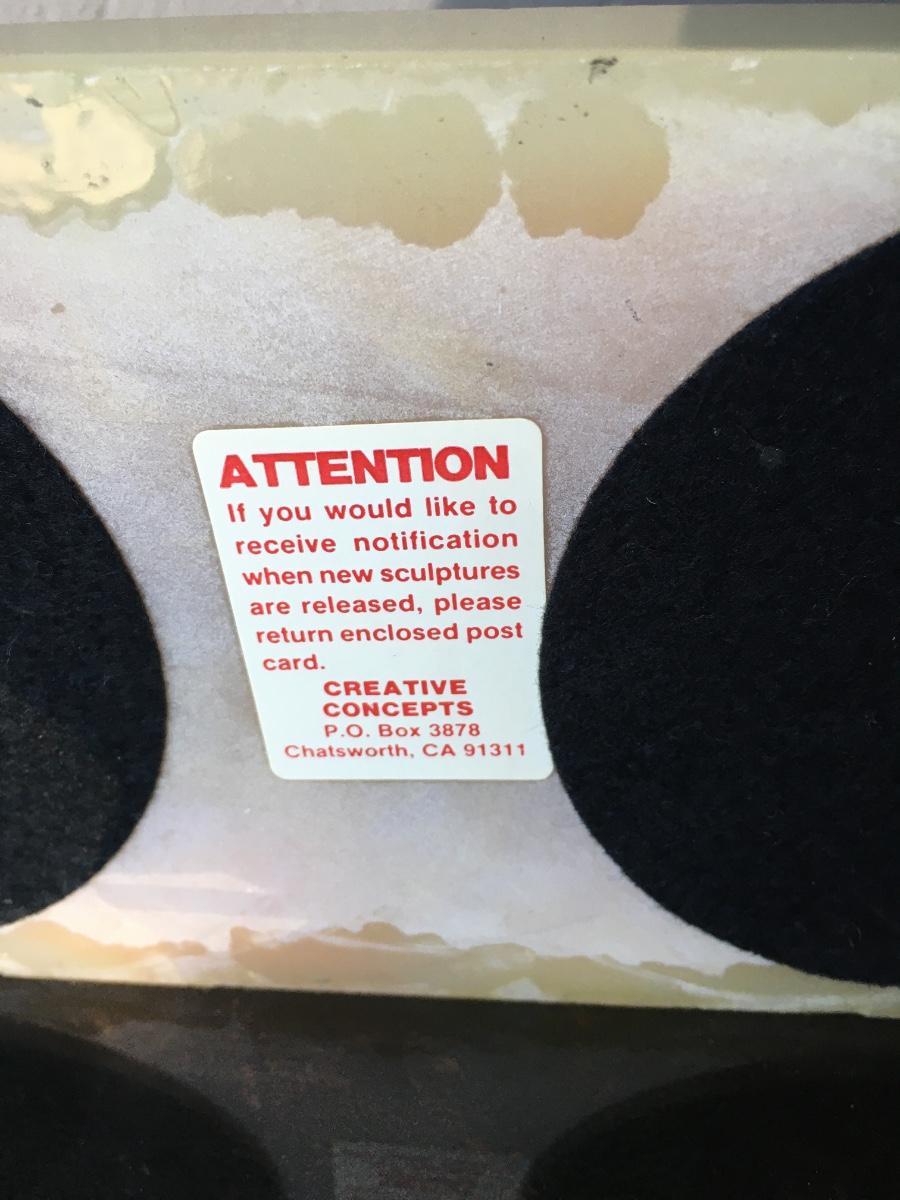 ATTENTION
If you would like to
receive notification
when new sculptures
are released, please
return enclosed post
card.
CREATIVE
CONCEPTS
P.O. Box 3878
Chatsworth, CA 91311